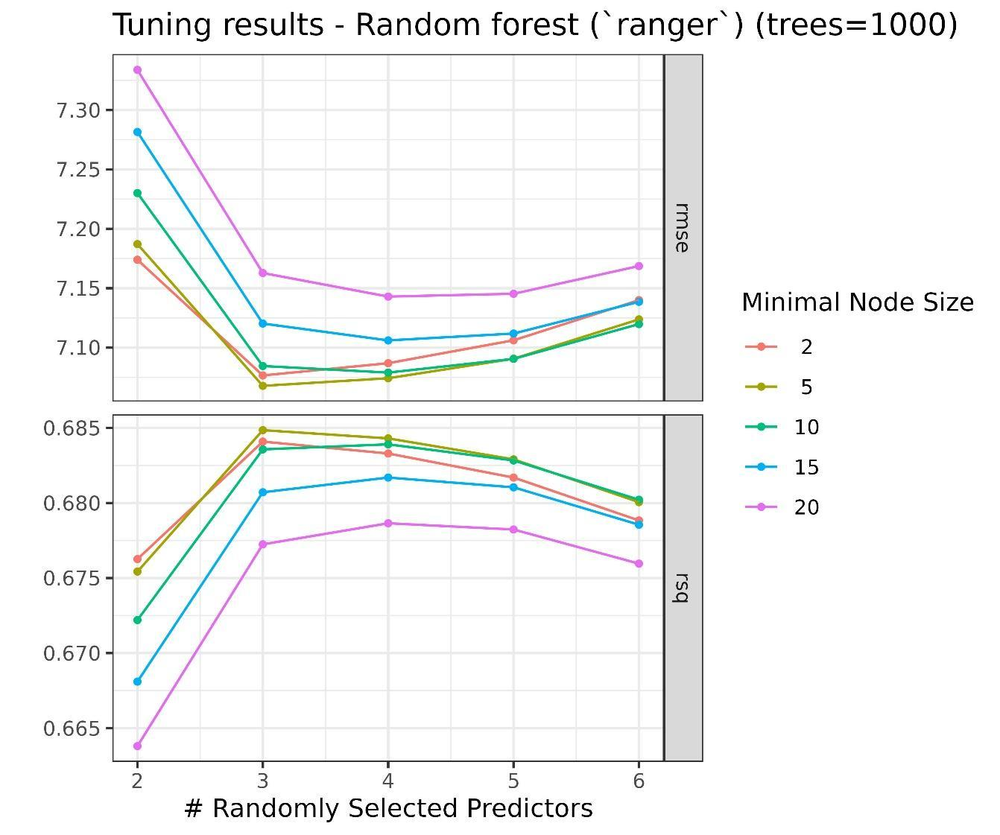 Tuning results - Random forest (`ranger`) (trees=1000)
7.30
7.25
7.20
7.15
7.10
rmse
0.685
0.680
0.675
0.670
0.665
rsq
2 3 4 5 6
# Randomly Selected Predictors
Minimal Node Size
2
5
10
15
20